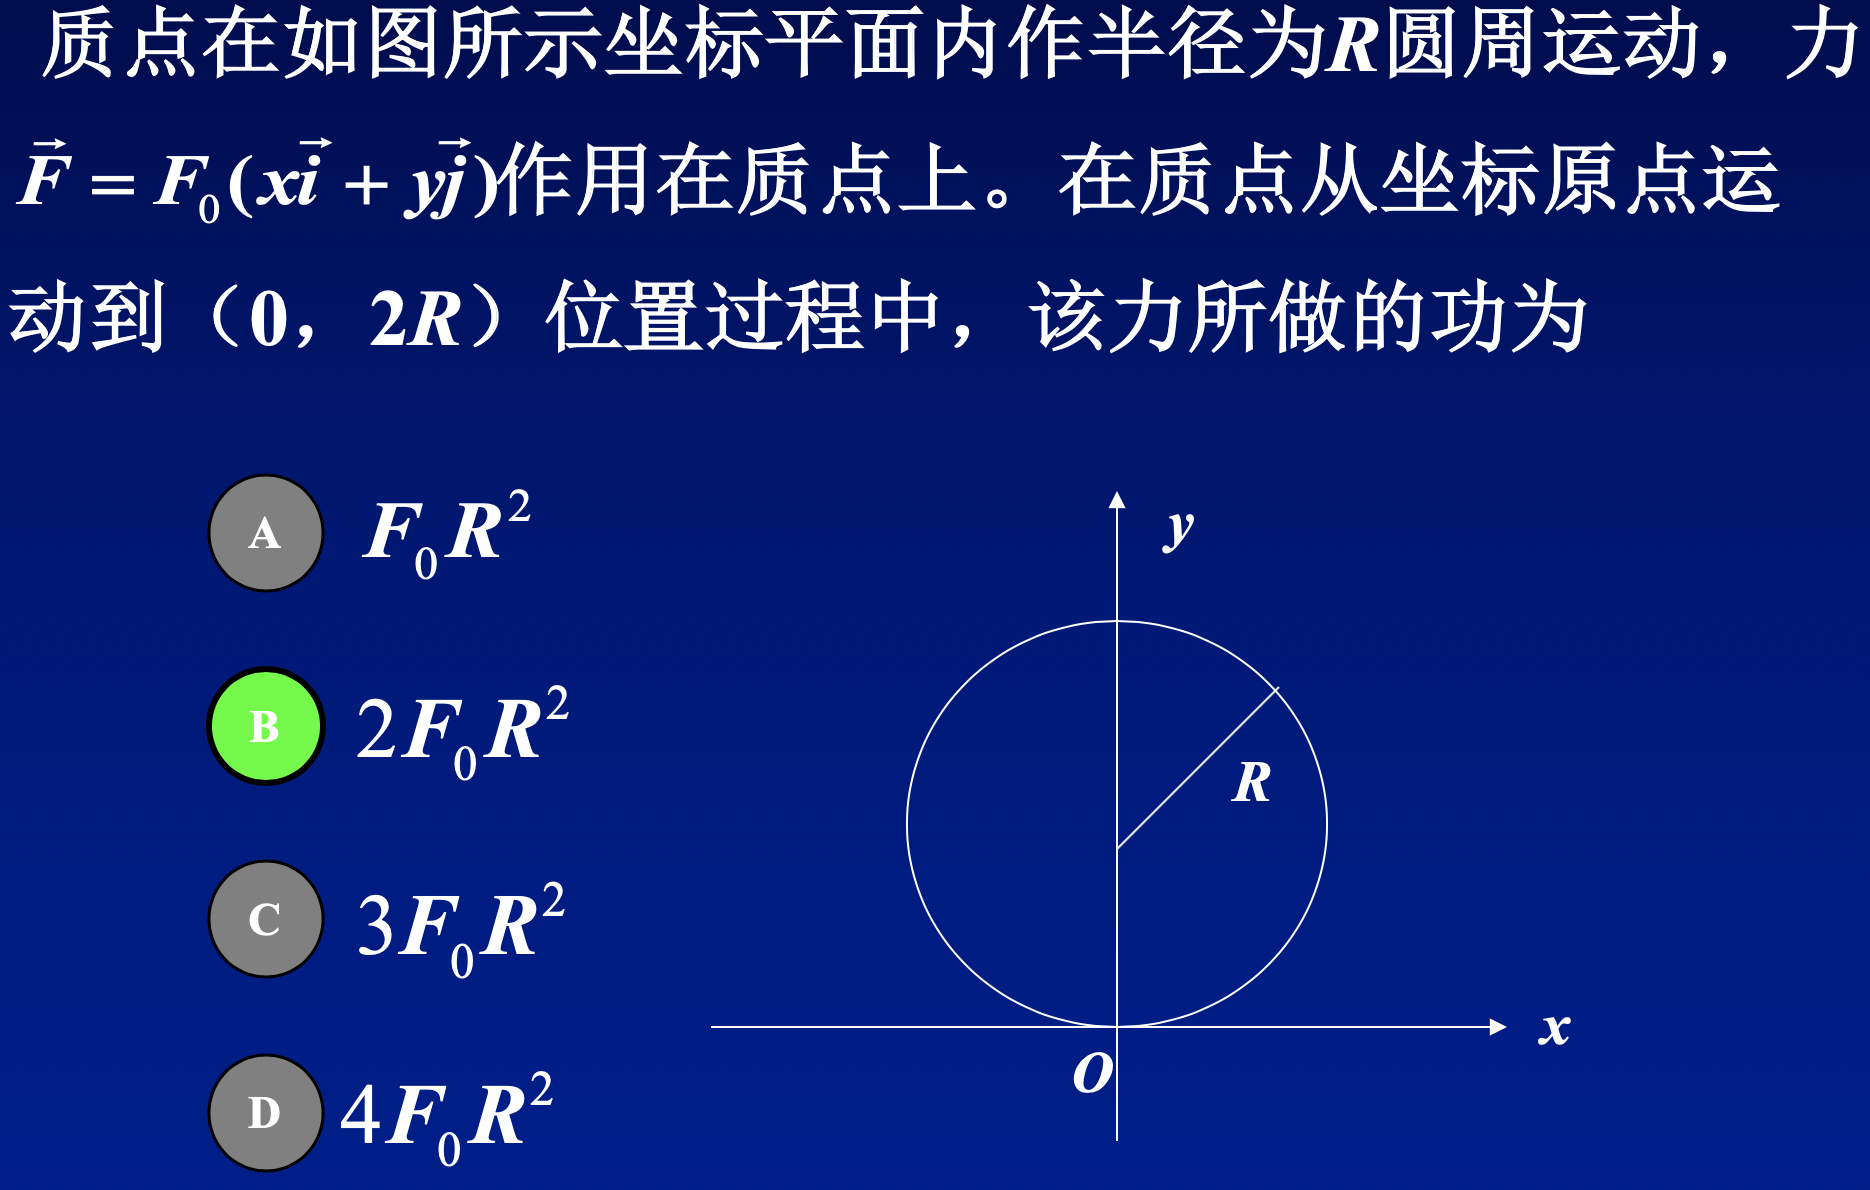 质点在如图所示坐标平面内作半径为R圆周运动，力
$\vec{F} = F_0(x\vec{i} + y\vec{j})$作用在质点上。在质点从坐标原点运
动到（0，2R）位置过程中，该力所做的功为
A $F_0R^2$
B $2F_0R^2$
C $3F_0R^2$
D $4F_0R^2$
y
R
x
O